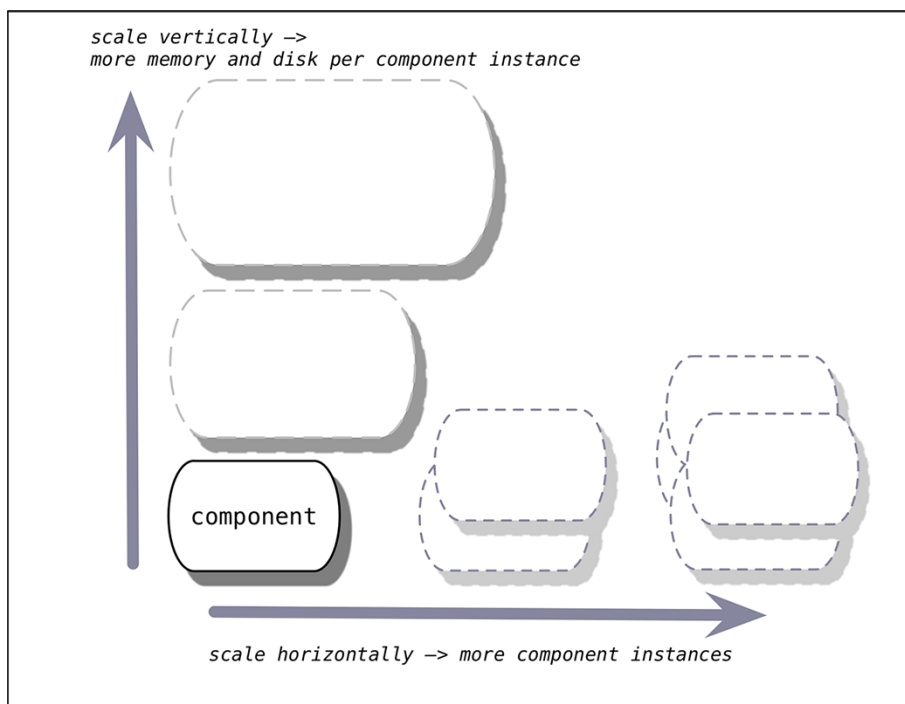 scale vertically —>
more memory and disk per component instance
component
scale horizontally —> more component instances